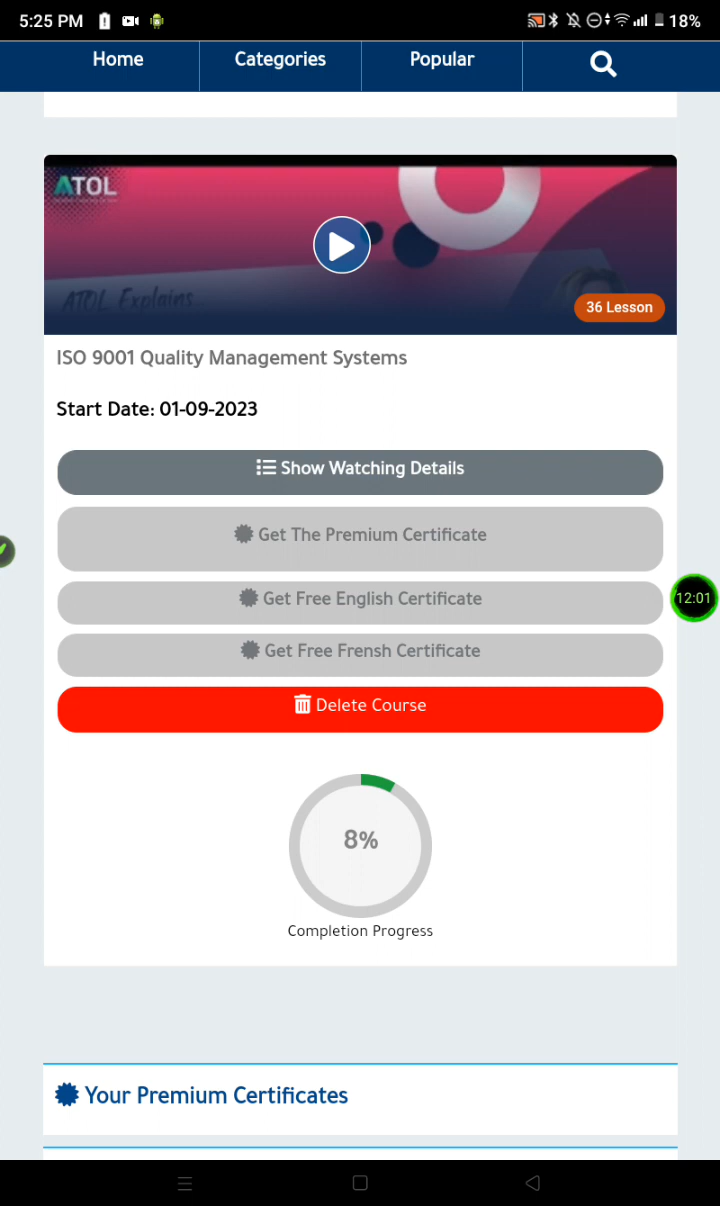 5:25 PM 18%
Home Categories Popular
ATOL
ATOL Explains
36 Lesson
ISO 9001 Quality Management Systems
Start Date: 01-09-2023
Show Watching Details
Get The Premium Certificate
12:01
Get Free English Certificate
Get Free Frensh Certificate
Delete Course
8%
Completion Progress
Your Premium Certificates